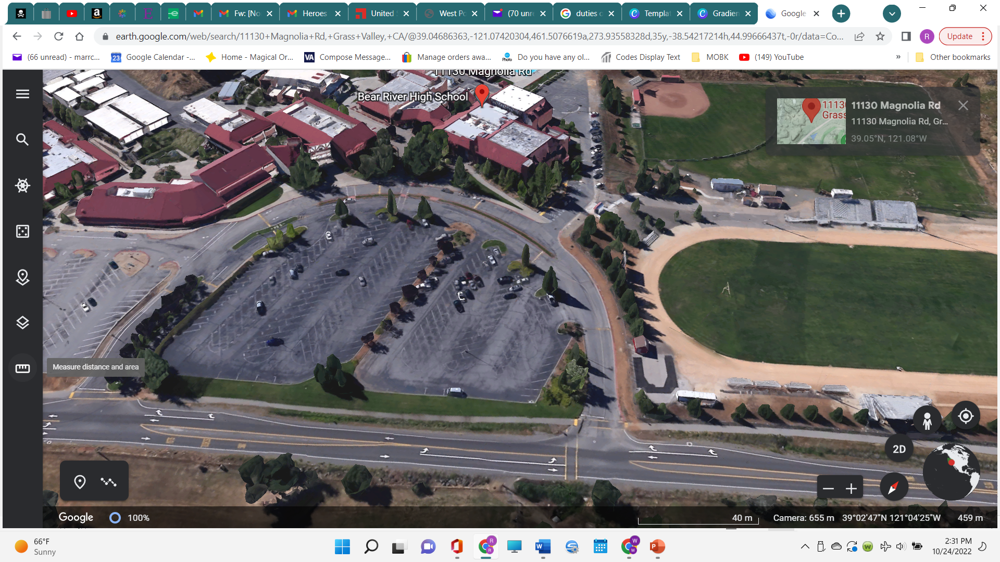 Fw: [No
Heroes
United S
West Po
(70 unre
duties o
Templat
Gradien
Google
earth.google.com/web/search/11130+Magnolia+Rd,+Grass+Valley,+CA/@39.04686363,-121.07420304,461.5076619a,273.93558328d,35y,-38.54217214h,44.99666437t,-0r/data=Co...
R
Update
(66 unread) - marrc...
23
Google Calendar -...
Home - Magical Or...
VA
Compose Message...
Manage orders awa...
Photo
Do you have any ol...
Codes Display Text
MOBK
(149) YouTube
»
Other bookmarks
11130 Magnolia Rd
Bear River High School
1113
Grass
11130 Magnolia Rd
11130 Magnolia Rd, Gr...
39.05°N, 121.08°W
Measure distance and area
2D
Google
100%
40 m
Camera: 655 m
39°02'47"N 121°04'25"W
459 m
66°F
Sunny
2:31 PM
10/24/2022